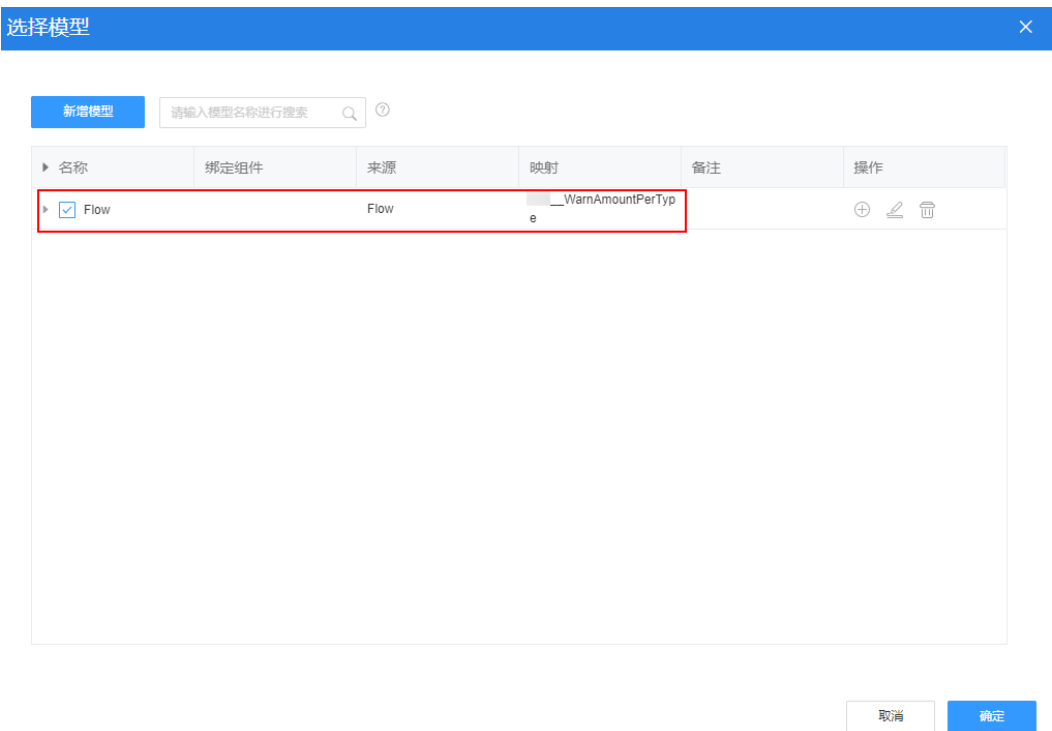 选择模型
新增模型
请输入模型名称进行搜索
名称 绑定组件 来源 映射 备注 操作
Flow Flow __WarnAmountPerTyp
e
取消 确定